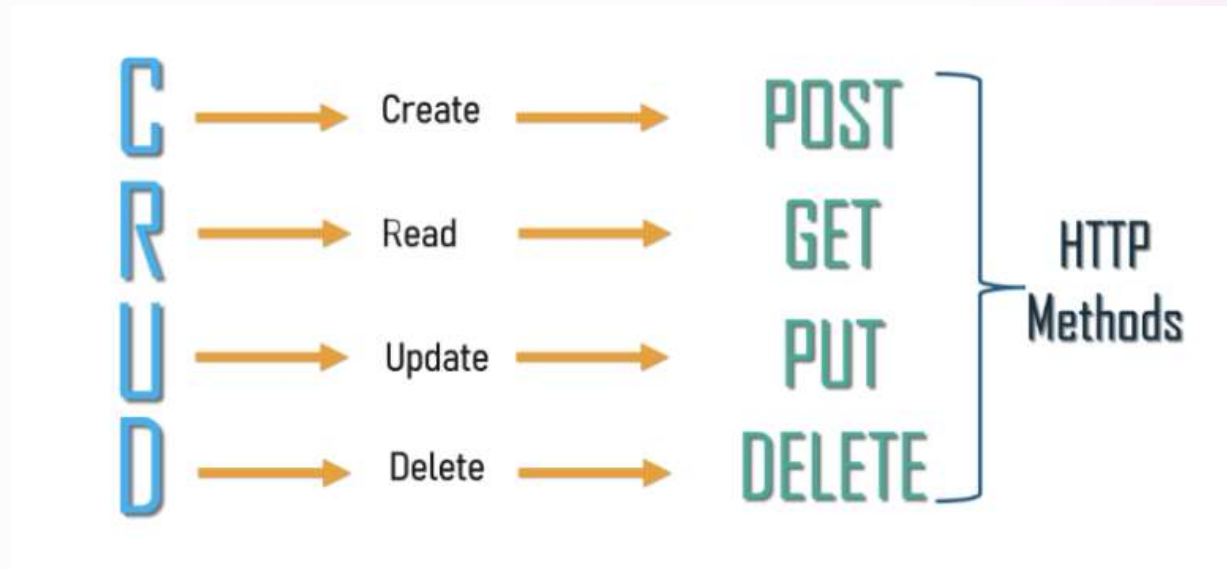 C Create POST
R Read GET
U Update PUT
D Delete DELETE
HTTP
Methods